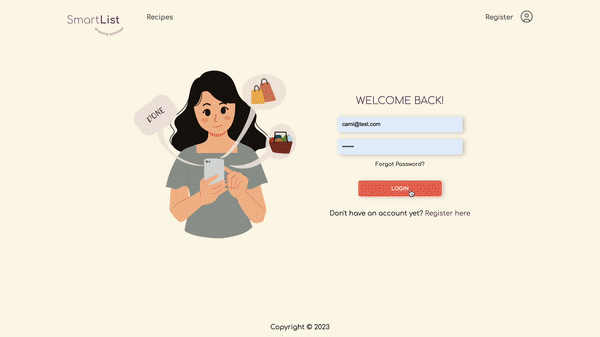 SmartList
Recipes
Register
DONE
WELCOME BACK!
cami@test.com
Forgot Password?
LOGIN
Don't have an account yet? Register here
Copyright © 2023